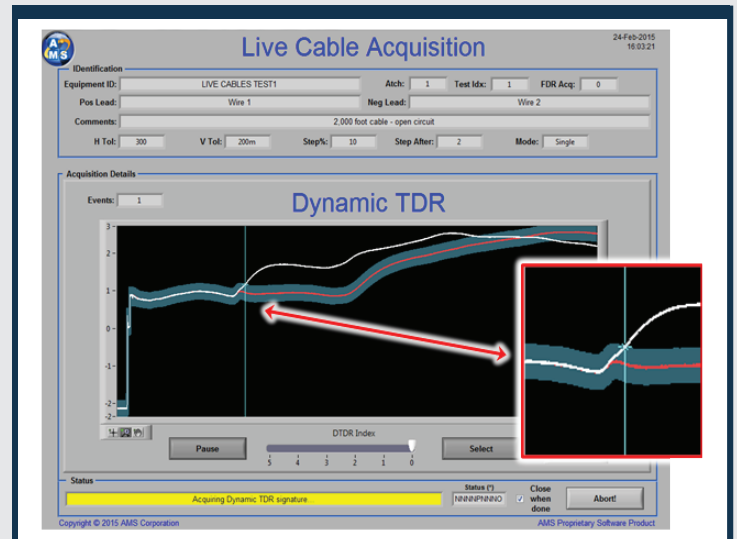 AMS
Live Cable Acquisition
24-Feb-2015
16:03:21
IDentification
Equipment ID: LIVE CABLES TEST1 Atch: 1 Test Idx: 1 FDR Acq: 0
Pos Lead: Wire 1 Neg Lead: Wire 2
Comments: 2,000 foot cable - open circuit
H Tol: 300 V Tol: 200m Step%: 10 Step After: 2 Mode: Single
Acquisition Details
Events: 1
Dynamic TDR
3-
2-
1-
0-
-1-
-2-
-2-
DTDR Index
Pause
5 4 3 2 1 0
Select
Status
Acquiring Dynamic TDR signature...
Status (*)
NNNNPNNNO
Close when done
Abort!
Copyright © 2015 AMS Corporation
AMS Proprietary Software Product